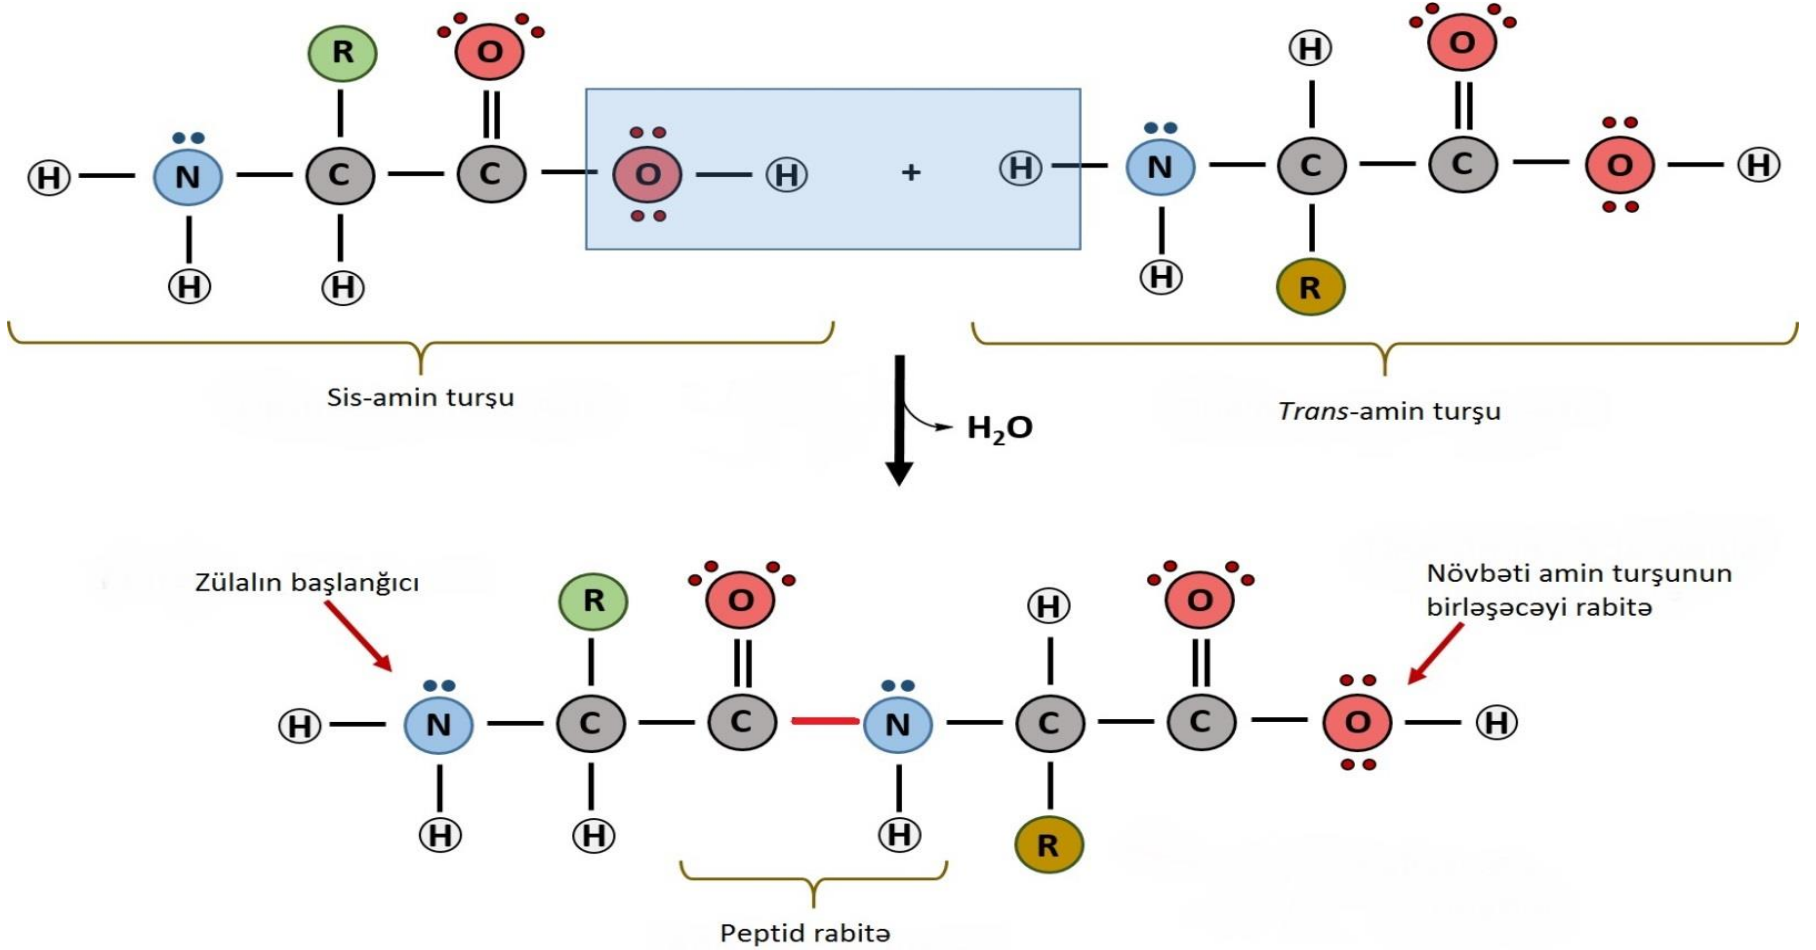 R O H O
H N C C O H + H N C C O H
H H H R
Sis-amin turşu
Trans-amin turşu
H₂O
Zülalın başlanğıcı
Növbəti amin turşunun
birləşəcəyi rabitə
R O H O
H N C C N C C O H
H H H R
Peptid rabitə